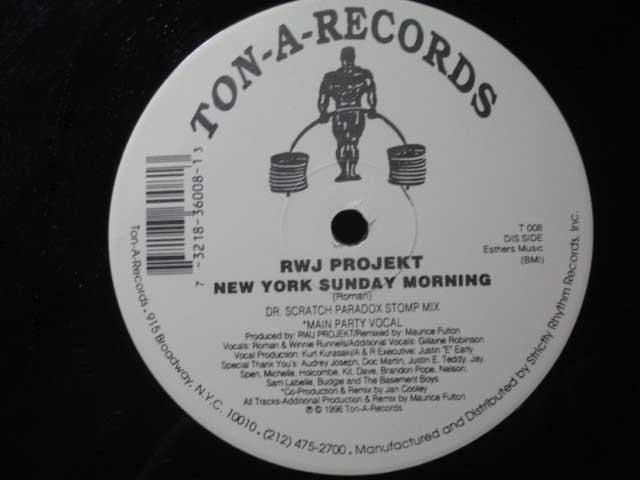 TON-A-RECORDS
7 3218-36008-1 3
T 008
DIS SIDE
Esthers Music
(BMI)
RWJ PROJEKT
NEW YORK SUNDAY MORNING
(Roman)
DR. SCRATCH PARADOX STOMP MIX
*MAIN PARTY VOCAL
Produced by: RWJ PROJEKT/Remixed by: Maurice Fulton
Vocals: Roman & Winnie Runnels/Additional Vocals: Gillaine Robinson
Vocal Production: Kurt Kurasaki/A & R Executive: Justin "E" Early
Special Thank You's: Audrey Joseph, Doc Martin, Justin E. Teddy, Jay,
Spen, Michelle, Holcombe, Kit, Dave, Brandon Pope, Nelson,
Sam Labelle, Budgie and The Basement Boys
*Co-Production & Remix by Jan Cooley
All Tracks-Additional Production & Remix by Maurice Fulton
℗ © 1996 Ton-A-Records
Ton-A-Records, 915 Broadway, N.Y.C. 10010. (212) 475-2700. Manufactured and Distributed by Strictly Rhythm Records, Inc.